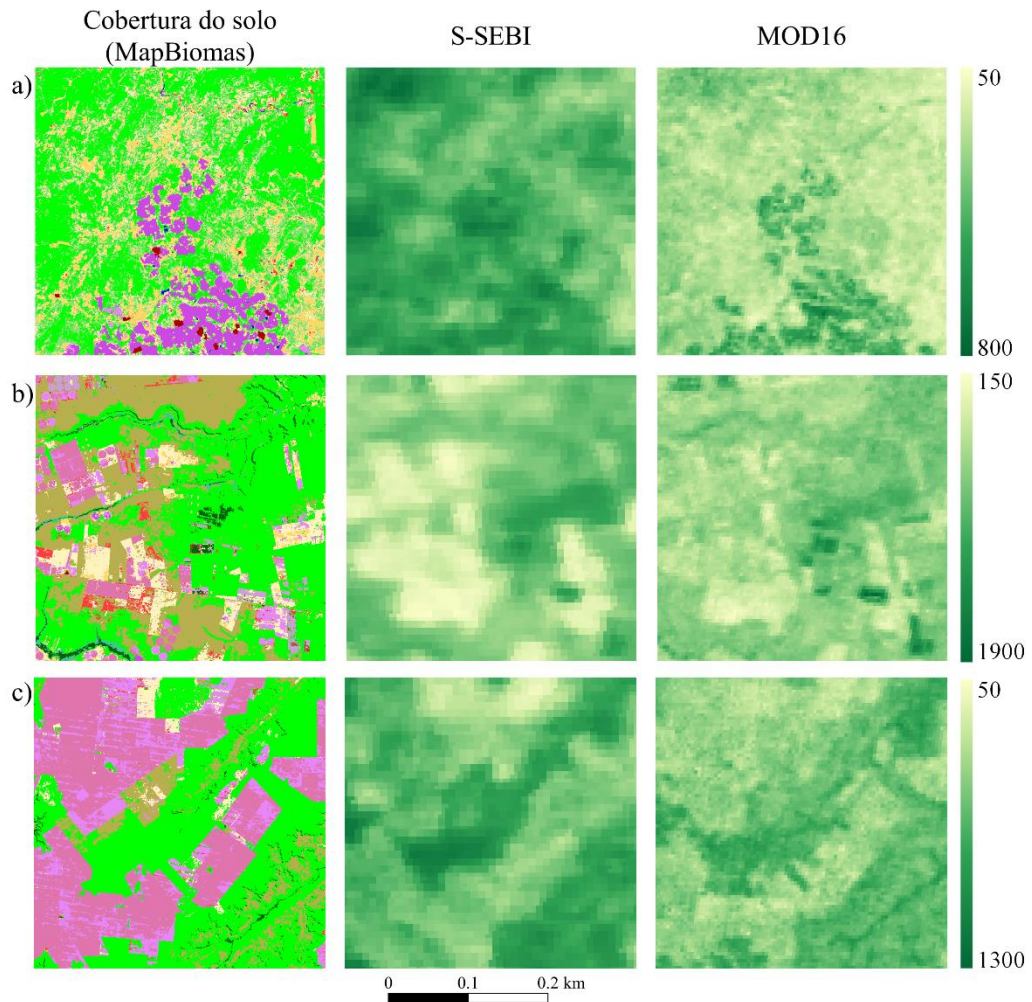 Cobertura do solo
(MapBiomas)
S-SEBI
MOD16
a)
50
800
b)
150
1900
c)
50
1300
0
0.1
0.2 km